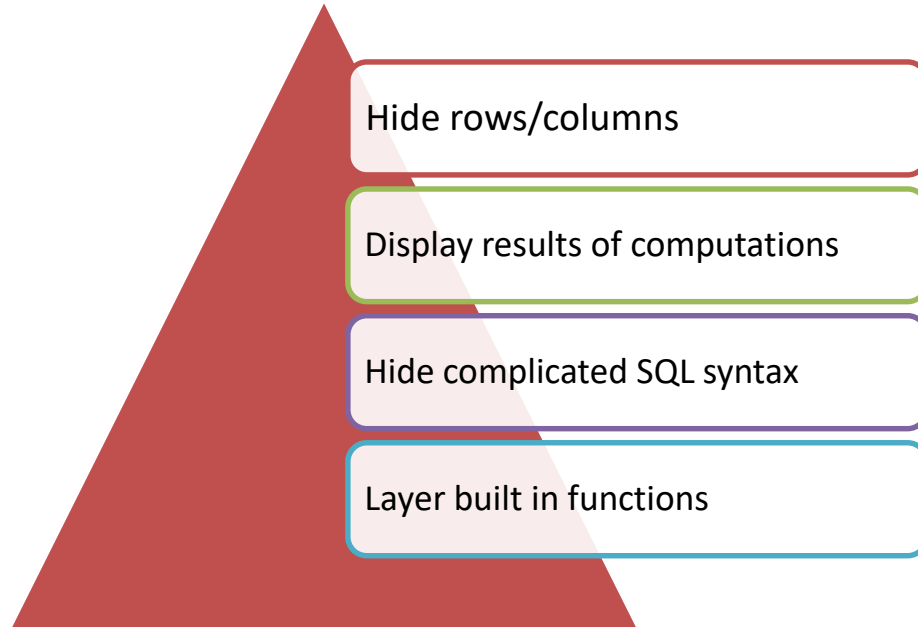 Hide rows/columns
Display results of computations
Hide complicated SQL syntax
Layer built in functions